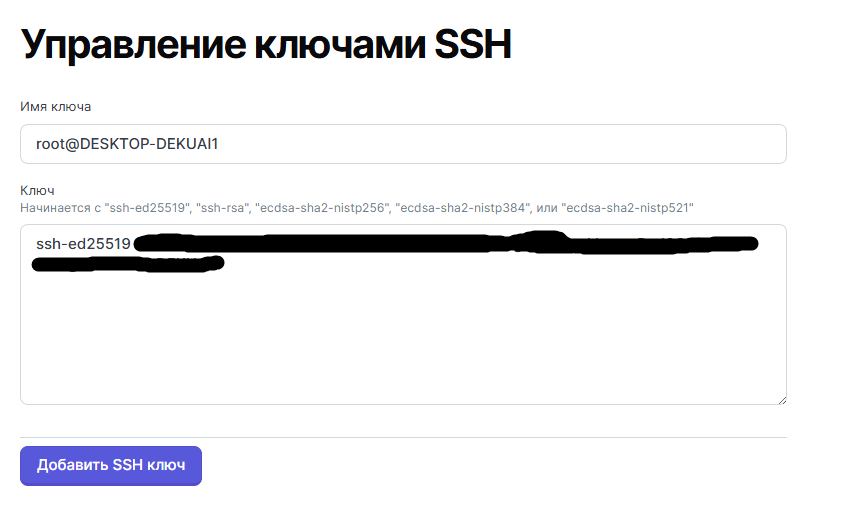 Управление ключами SSH
Имя ключа
root@DESKTOP-DEKUAI1
Ключ
Начинается с "ssh-ed25519", "ssh-rsa", "ecdsa-sha2-nistp256", "ecdsa-sha2-nistp384", или "ecdsa-sha2-nistp521"
ssh-ed25519
Добавить SSH ключ